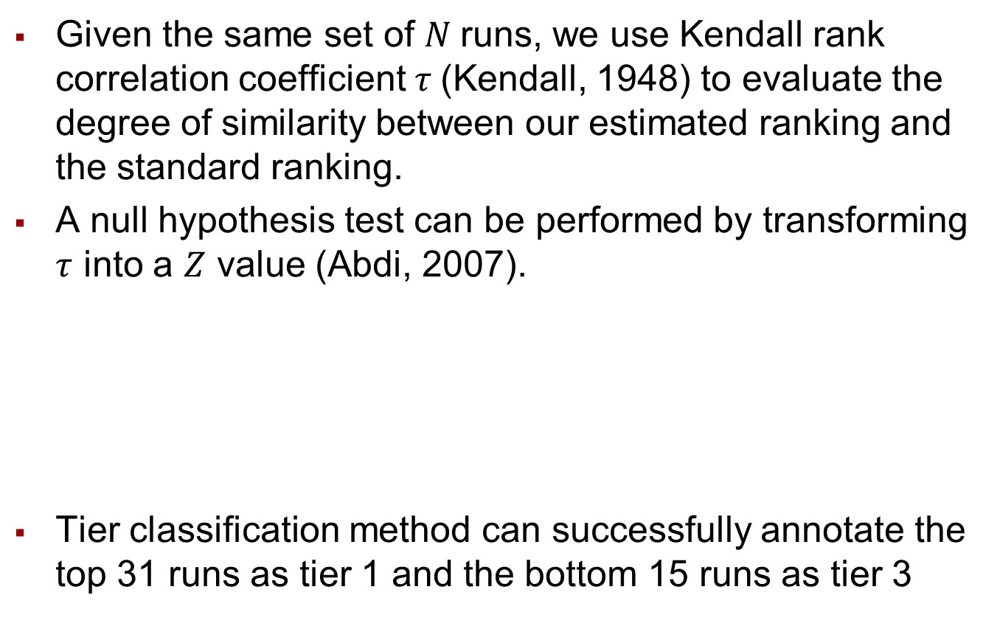 ▪ Given the same set of 𝑁 runs, we use Kendall rank
correlation coefficient 𝜏 (Kendall, 1948) to evaluate the
degree of similarity between our estimated ranking and
the standard ranking.
▪ A null hypothesis test can be performed by transforming
𝜏 into a 𝑍 value (Abdi, 2007).
▪ Tier classification method can successfully annotate the
top 31 runs as tier 1 and the bottom 15 runs as tier 3